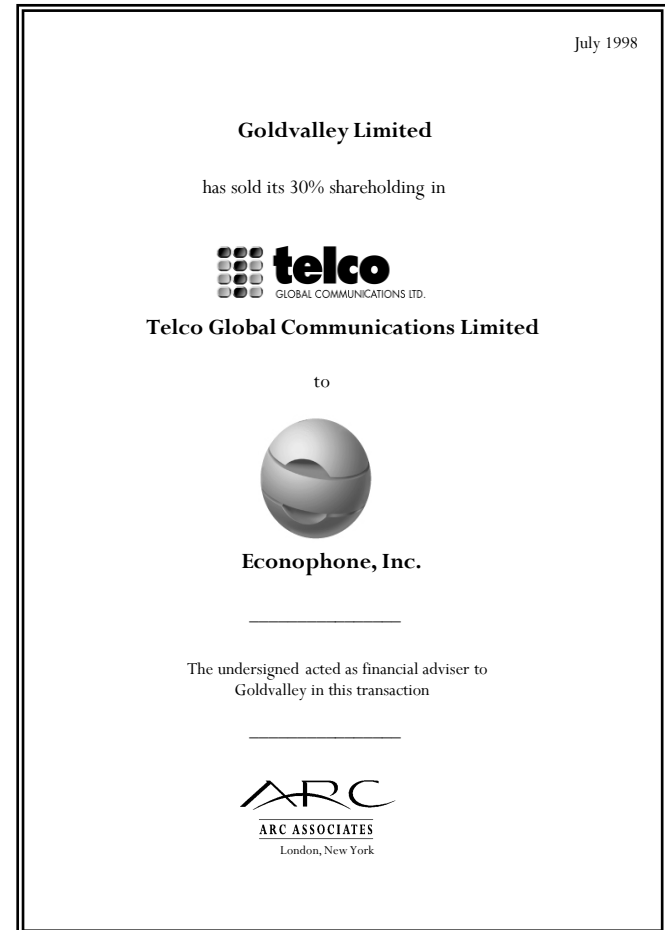 July 1998
Goldvalley Limited
has sold its 30% shareholding in
telco
GLOBAL COMMUNICATIONS LTD.
Telco Global Communications Limited
to
Econophone, Inc.
The undersigned acted as financial adviser to
Goldvalley in this transaction
ARC
ARC ASSOCIATES
London, New York